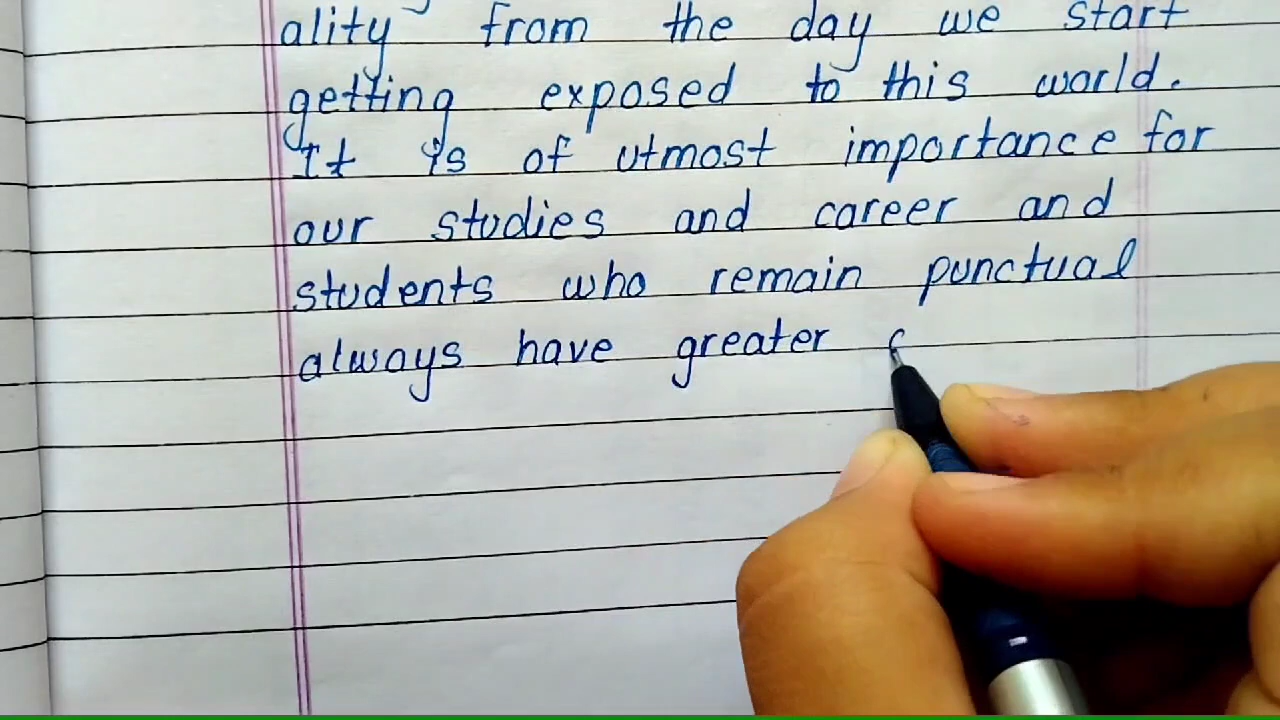 ality from the day we start
getting exposed to this world.
It is of utmost importance for
our studies and career and
students who remain punctual
always have greater